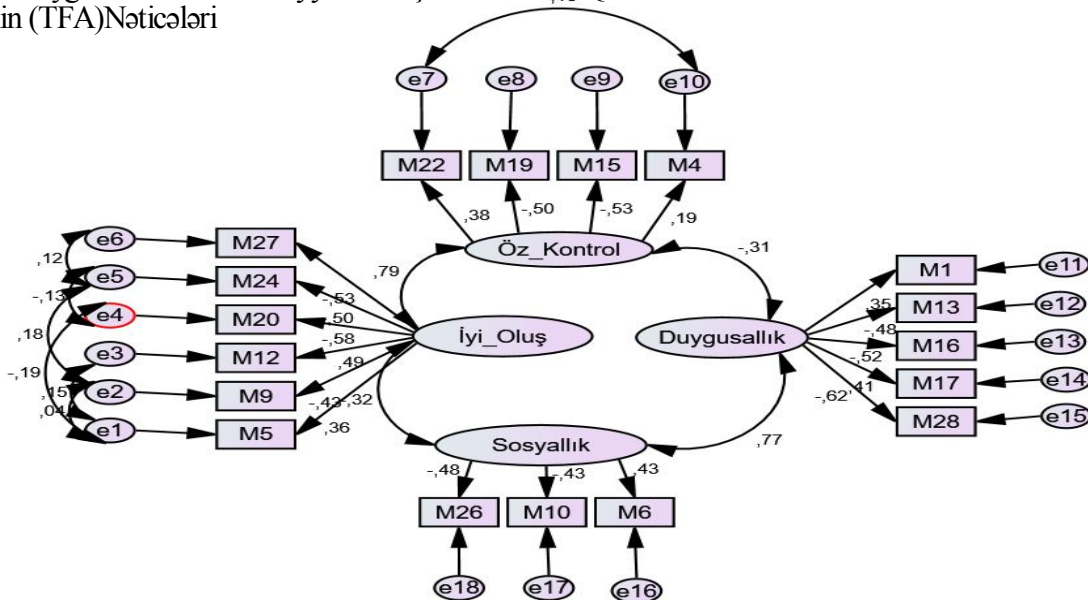 in (TFA)Nəticələri
e7 e8 e9 e10
M22 M19 M15 M4
,38 -,50 -,53 ,19
Öz_Kontrol
e6 M27
,12
e5 M24
-,13
e4 M20
,18
e3 M12
-,19
e2 M9
,15
,04
e1 M5
,79
-,53
,50
-,58
,49
-,43
-,32
,36
İyi_Oluş
-,31
Duygusallık
M1 e11
,35
M13 e12
-,48
M16 e13
-,52
M17 e14
,41
-,62
M28 e15
,77
Sosyallık
-,48 -,43 ,43
M26 M10 M6
e18 e17 e16